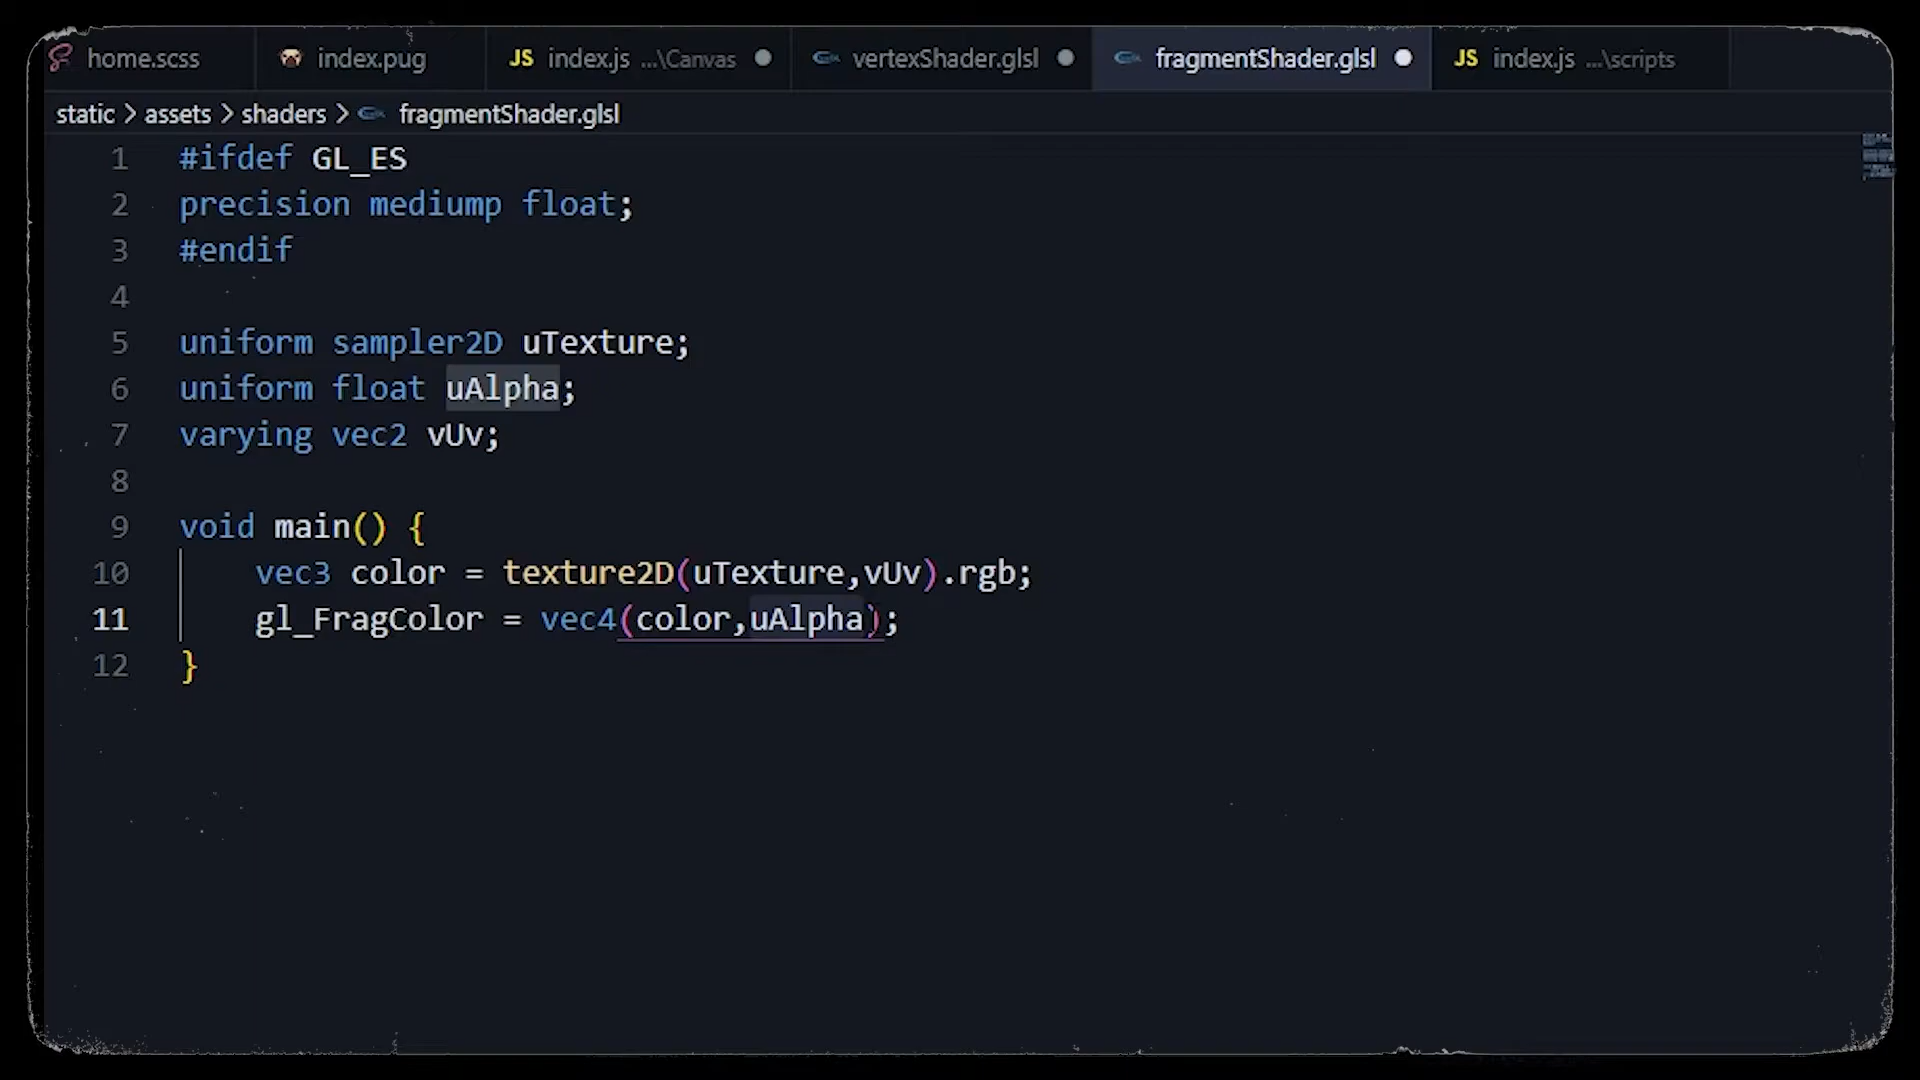 home.scss index.pug JS index.js ...\Canvas vertexShader.glsl fragmentShader.glsl JS index.js ...\scripts
static > assets > shaders > fragmentShader.glsl
1 #ifdef GL_ES
2 precision mediump float;
3 #endif
4
5 uniform sampler2D uTexture;
6 uniform float uAlpha;
7 varying vec2 vUv;
8
9 void main() {
10 vec3 color = texture2D(uTexture,vUv).rgb;
11 gl_FragColor = vec4(color,uAlpha);
12 }